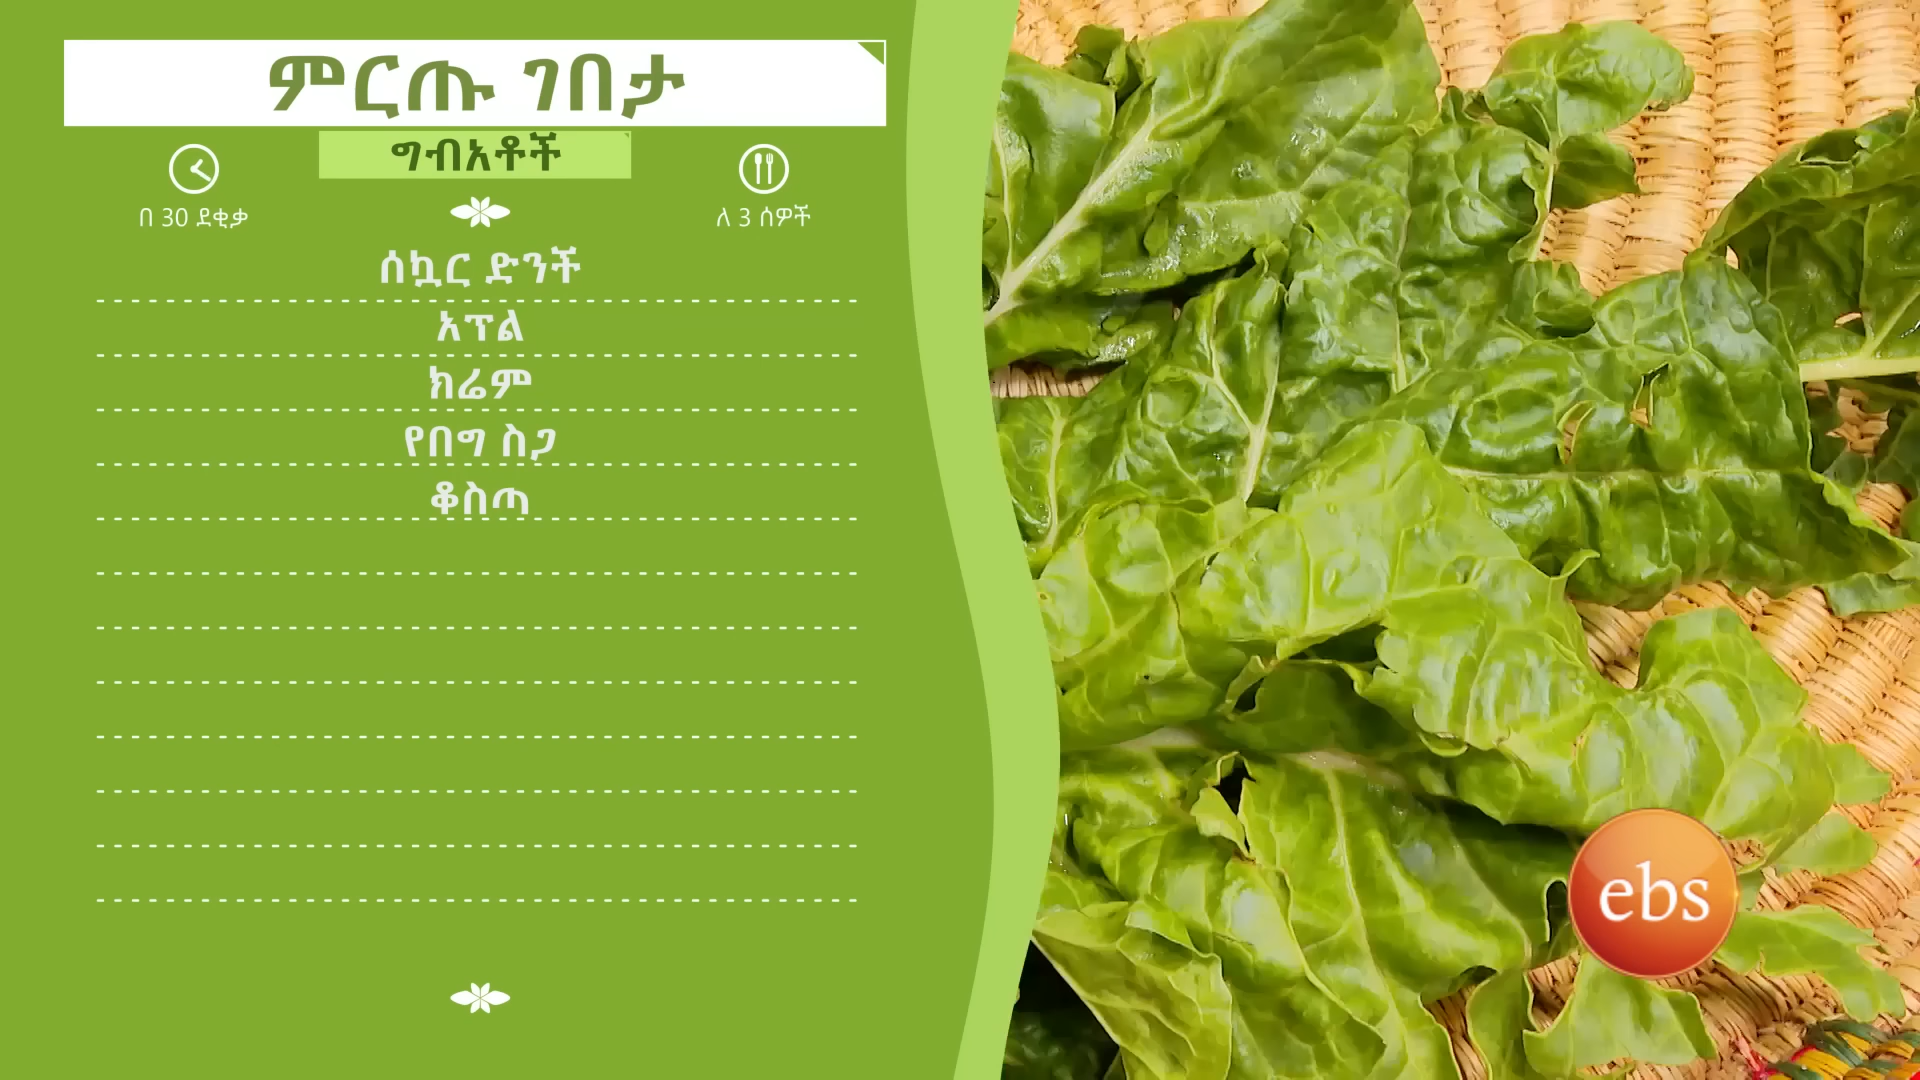 ምርጡ ገበታ
ግብአቶች
በ 30 ደቂቃ
ለ 3 ሰዎች
ሰኳር ድንች
አፕል
ክሬም
የበግ ስጋ
ቆስጣ
ebs